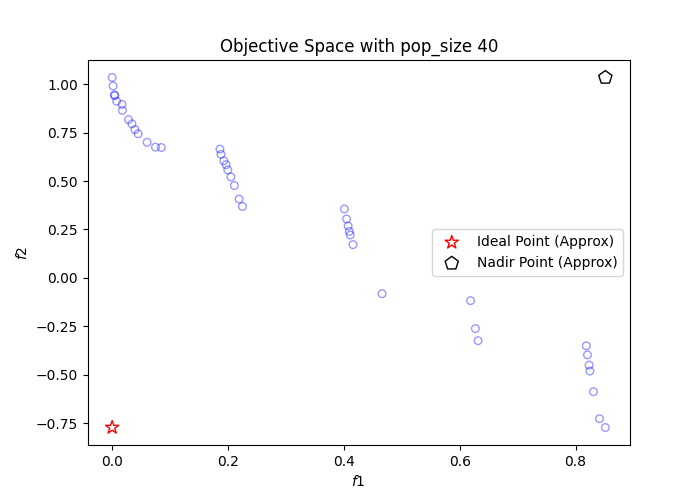 Objective Space with pop_size 40
1.00
0.75
0.50
0.25
0.00
−0.25
−0.50
−0.75
f2
Ideal Point (Approx)
Nadir Point (Approx)
0.0 0.2 0.4 0.6 0.8
f1